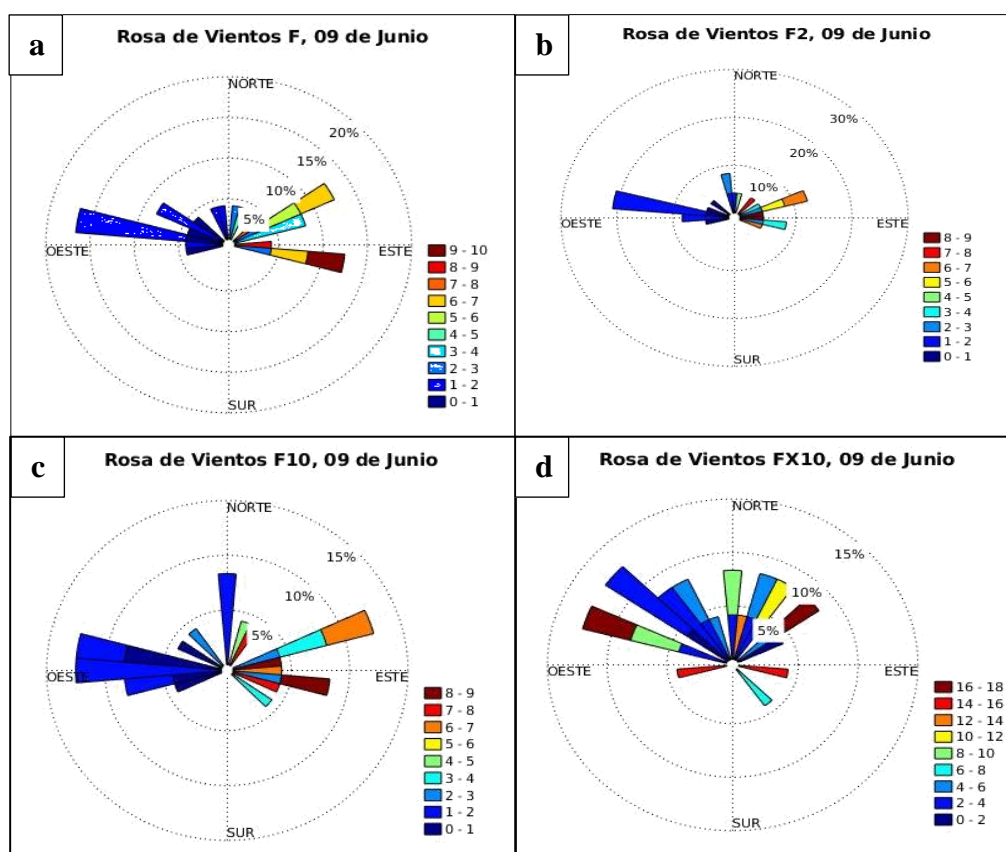 a
Rosa de Vientos F, 09 de Junio
NORTE
20%
15%
10%
5%
OESTE
ESTE
SUR
9 - 10
8 - 9
7 - 8
6 - 7
5 - 6
4 - 5
3 - 4
2 - 3
1 - 2
0 - 1
b
Rosa de Vientos F2, 09 de Junio
NORTE
30%
20%
10%
OESTE
ESTE
SUR
8 - 9
7 - 8
6 - 7
5 - 6
4 - 5
3 - 4
2 - 3
1 - 2
0 - 1
c
Rosa de Vientos F10, 09 de Junio
NORTE
15%
10%
5%
OESTE
ESTE
SUR
8 - 9
7 - 8
6 - 7
5 - 6
4 - 5
3 - 4
2 - 3
1 - 2
0 - 1
d
Rosa de Vientos FX10, 09 de Junio
NORTE
15%
10%
5%
OESTE
ESTE
SUR
16 - 18
14 - 16
12 - 14
10 - 12
8 - 10
6 - 8
4 - 6
2 - 4
0 - 2